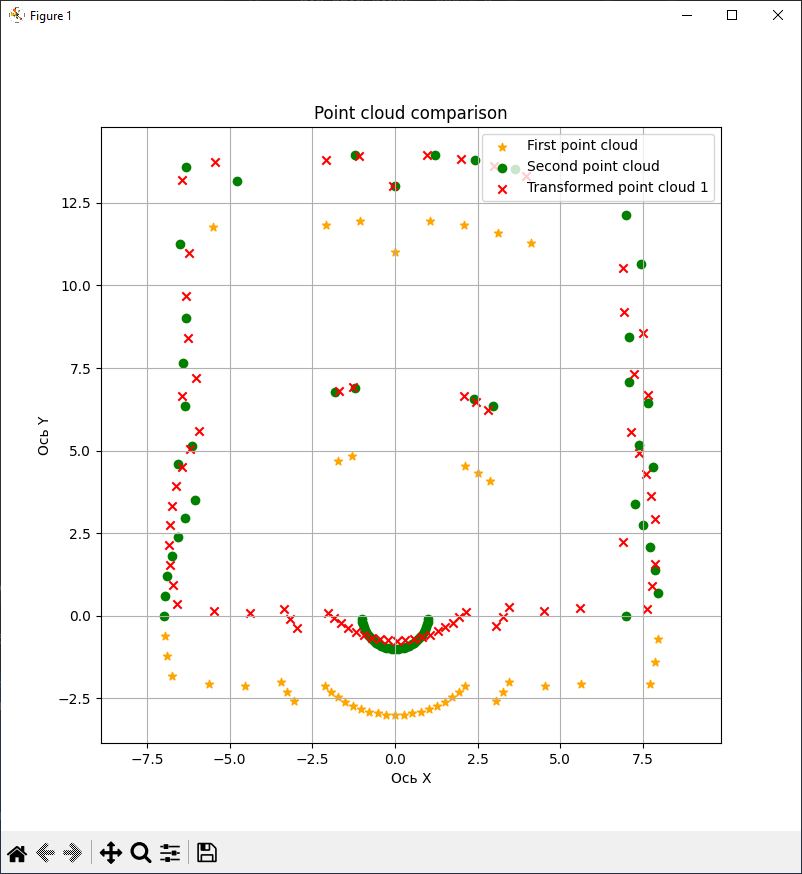 Figure 1
Point cloud comparison
First point cloud
Second point cloud
Transformed point cloud 1
12.5
10.0
7.5
5.0
2.5
0.0
−2.5
Ось Y
−7.5 −5.0 −2.5 0.0 2.5 5.0 7.5
Ось X